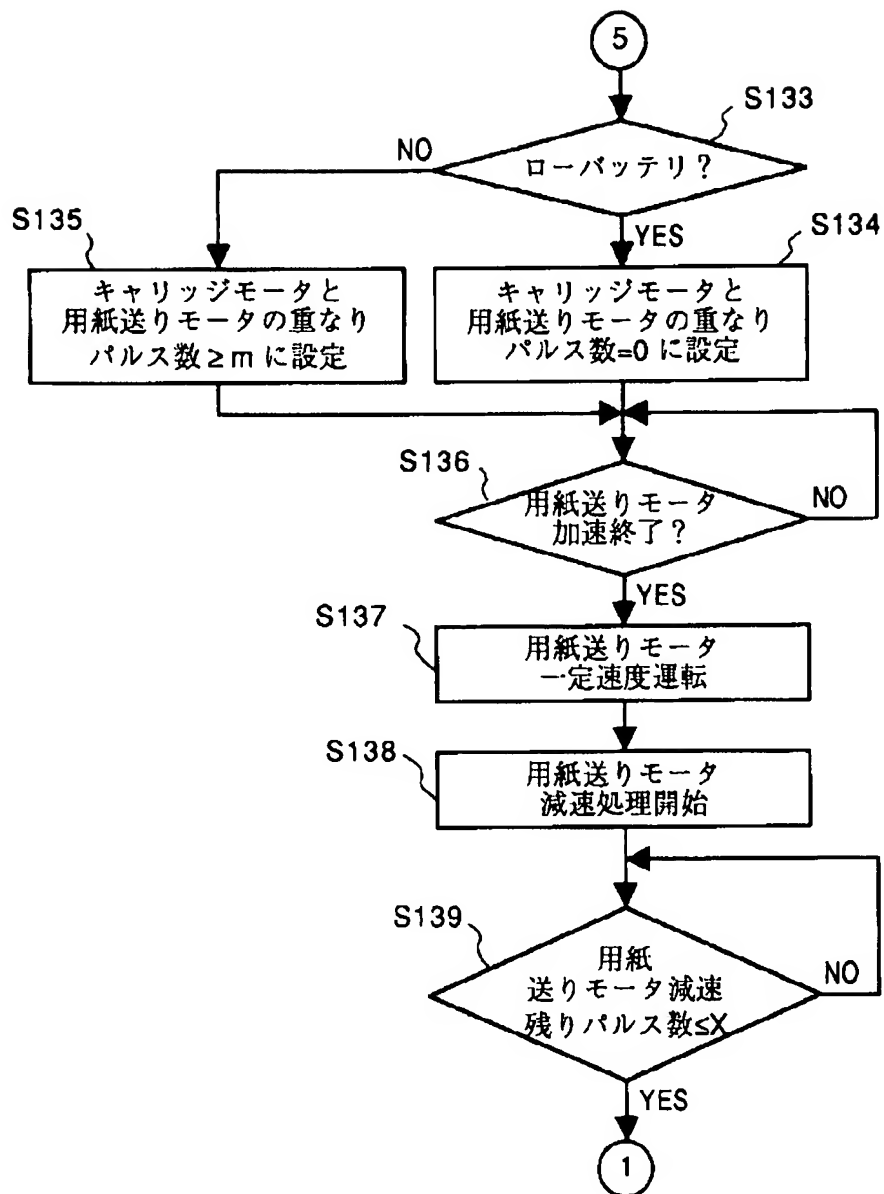 5
S133
ローバッテリ?
NO
YES
S135
キャリッジモータと
用紙送りモータの重なり
パルス数≥mに設定
S134
キャリッジモータと
用紙送りモータの重なり
パルス数=0に設定
S136
用紙送りモータ
加速終了?
NO
YES
S137
用紙送りモータ
一定速度運転
S138
用紙送りモータ
減速処理開始
S139
用紙
送りモータ減速
残りパルス数≤X
NO
YES
1